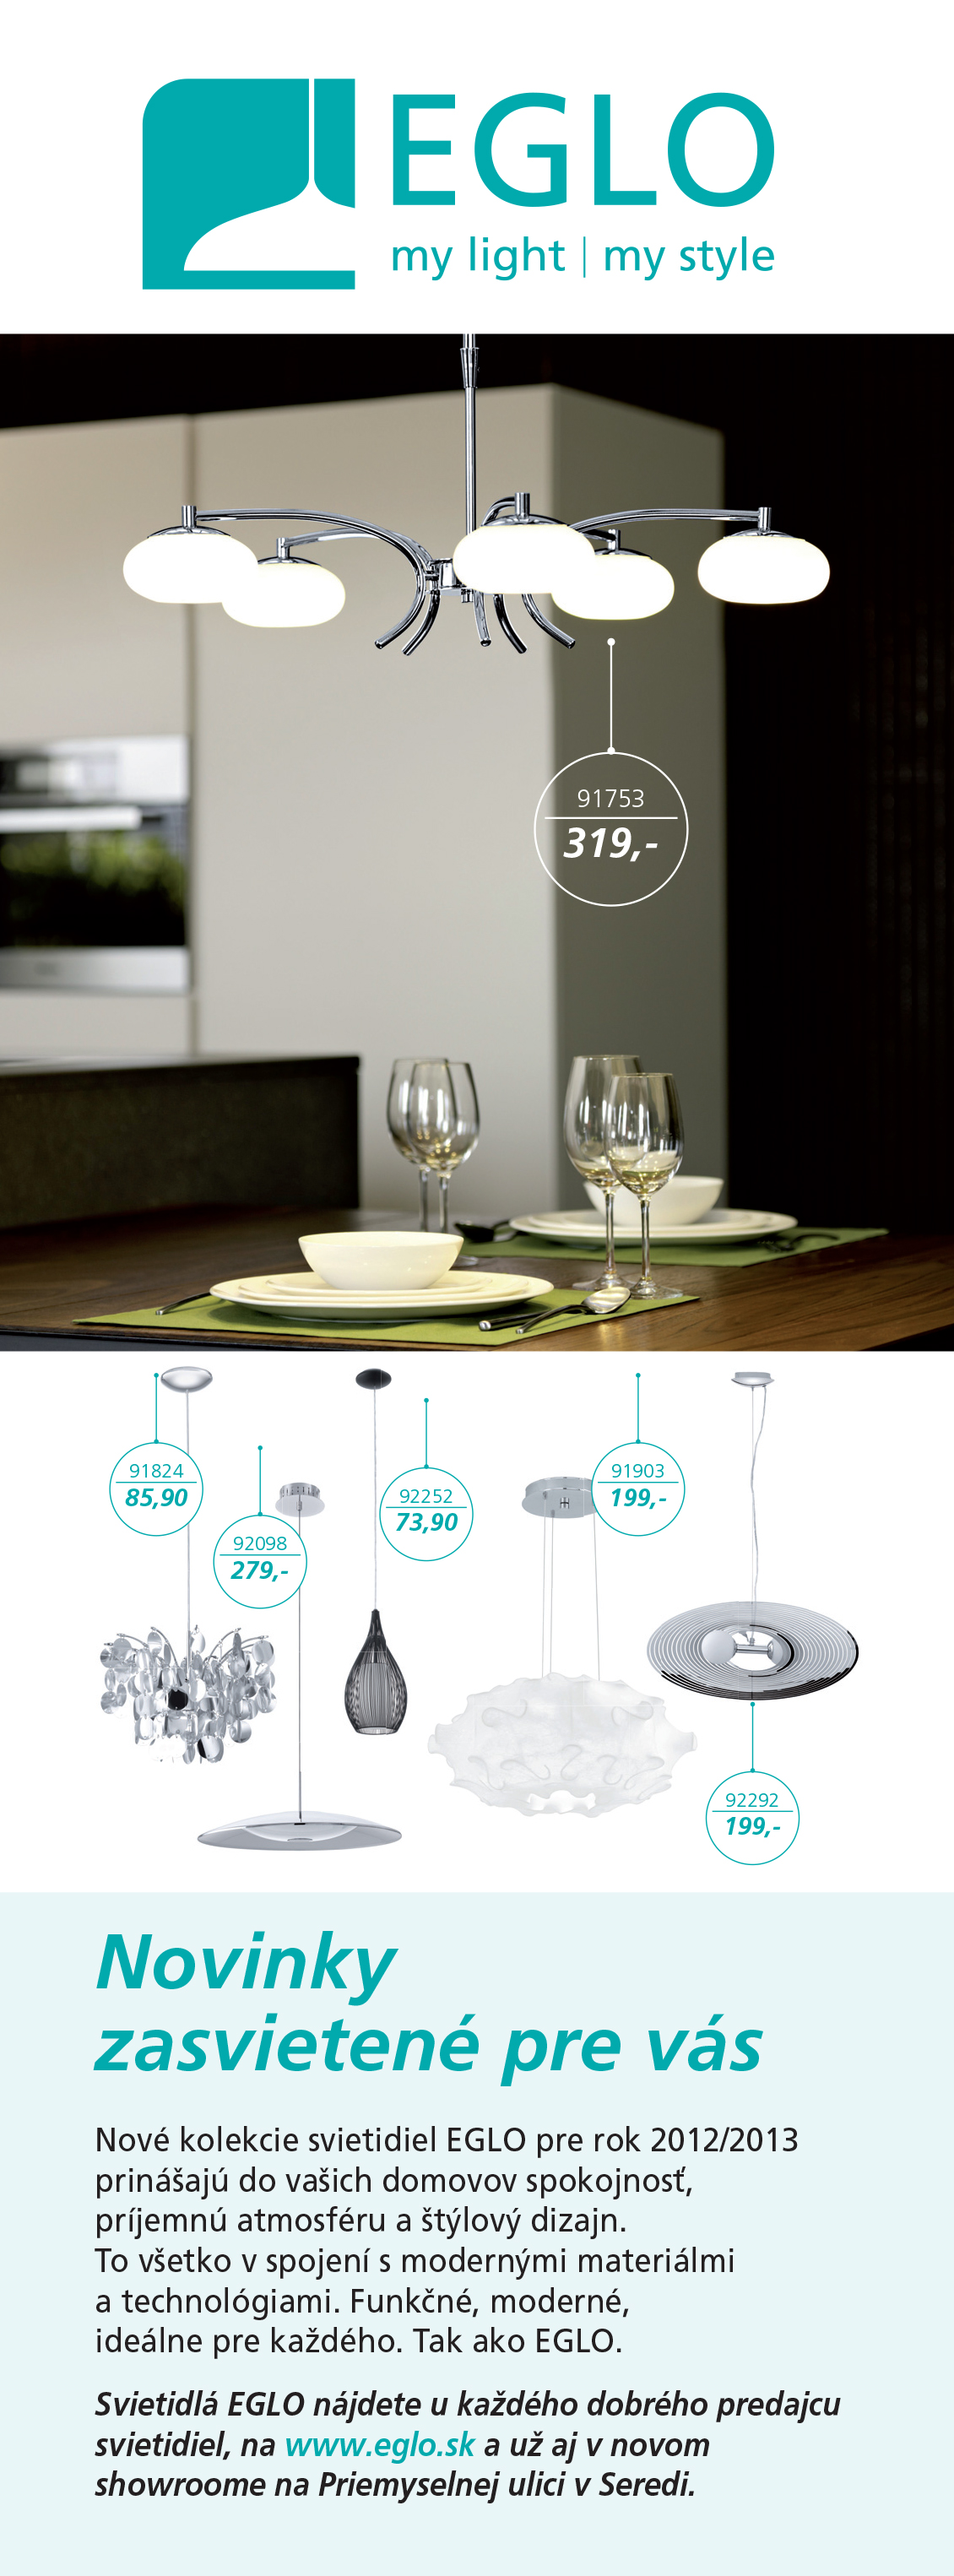 EGLO
my light | my style
91753
319,-
91824
85,90
92098
279,-
92252
73,90
91903
199,-
92292
199,-
Novinky
zasvietené pre vás
Nové kolekcie svietidiel EGLO pre rok 2012/2013
prinášajú do vašich domovov spokojnosť,
príjemnú atmosféru a štýlový dizajn.
To všetko v spojení s modernými materiálmi
a technológiami. Funkčné, moderné,
ideálne pre každého. Tak ako EGLO.
Svietidlá EGLO nájdete u každého dobrého predajcu
svietidiel, na www.eglo.sk a už aj v novom
showroome na Priemyselnej ulici v Seredi.